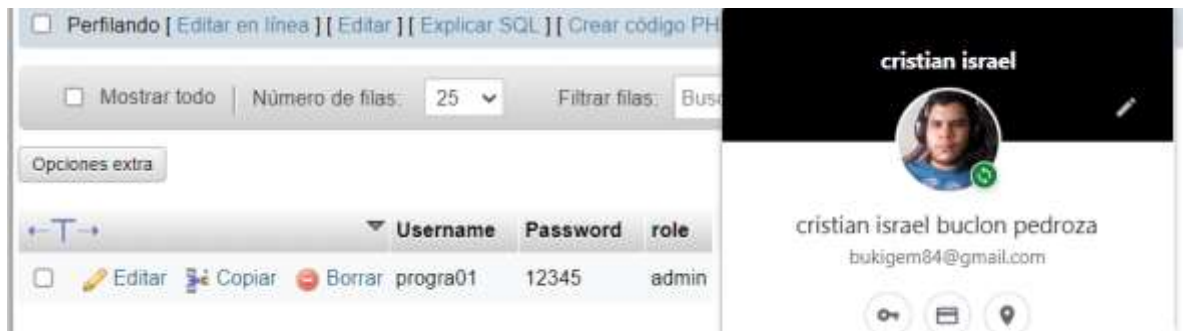 Perfilando [ Editar en línea ] [ Editar ] [ Explicar SQL ] [ Crear código PH
Mostrar todo | Número de filas: 25 Filtrar filas: Busc
Opciones extra
←T→ Username Password role
Editar Copiar Borrar progra01 12345 admin
cristian israel
cristian israel buclon pedroza
bukigem84@gmail.com